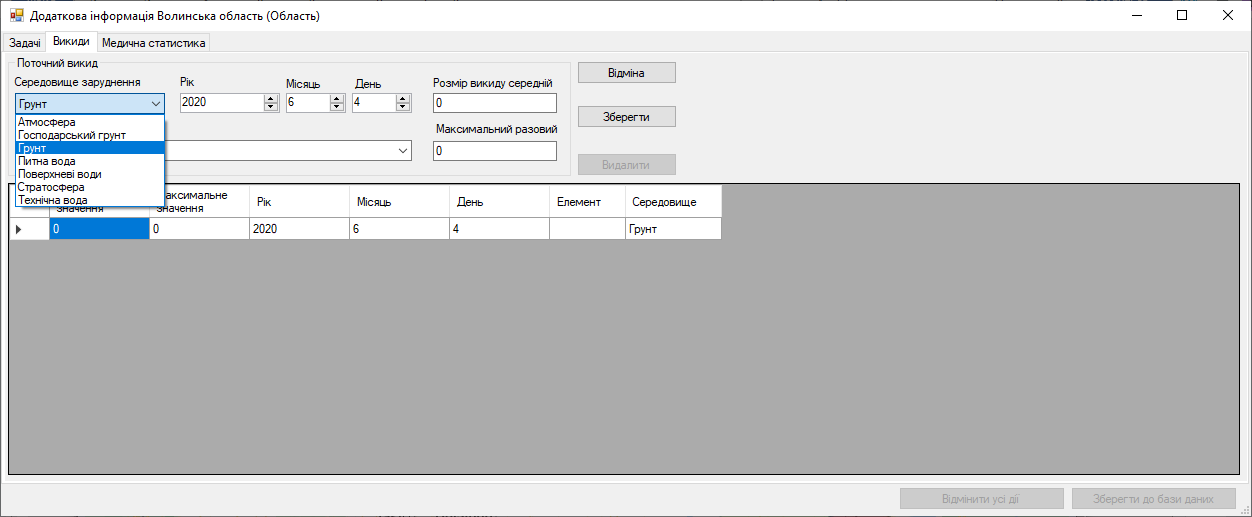 Додаткова інформація Волинська область (Область)
Задачі Викиди Медична статистика
Поточний викид
Середовище заруднення Рік Місяць День Розмір викиду середній
Грунт 2020 6 4 0
Атмосфера
Господарський грунт
Грунт
Питна вода
Поверхневі води
Стратосфера
Технічна вода
Максимальний разовий
0
Відміна
Зберегти
Видалити
значення значення Рік Місяць День Елемент Середовище
0 0 2020 6 4 Грунт
Відмінити усі дії Зберегти до бази даних